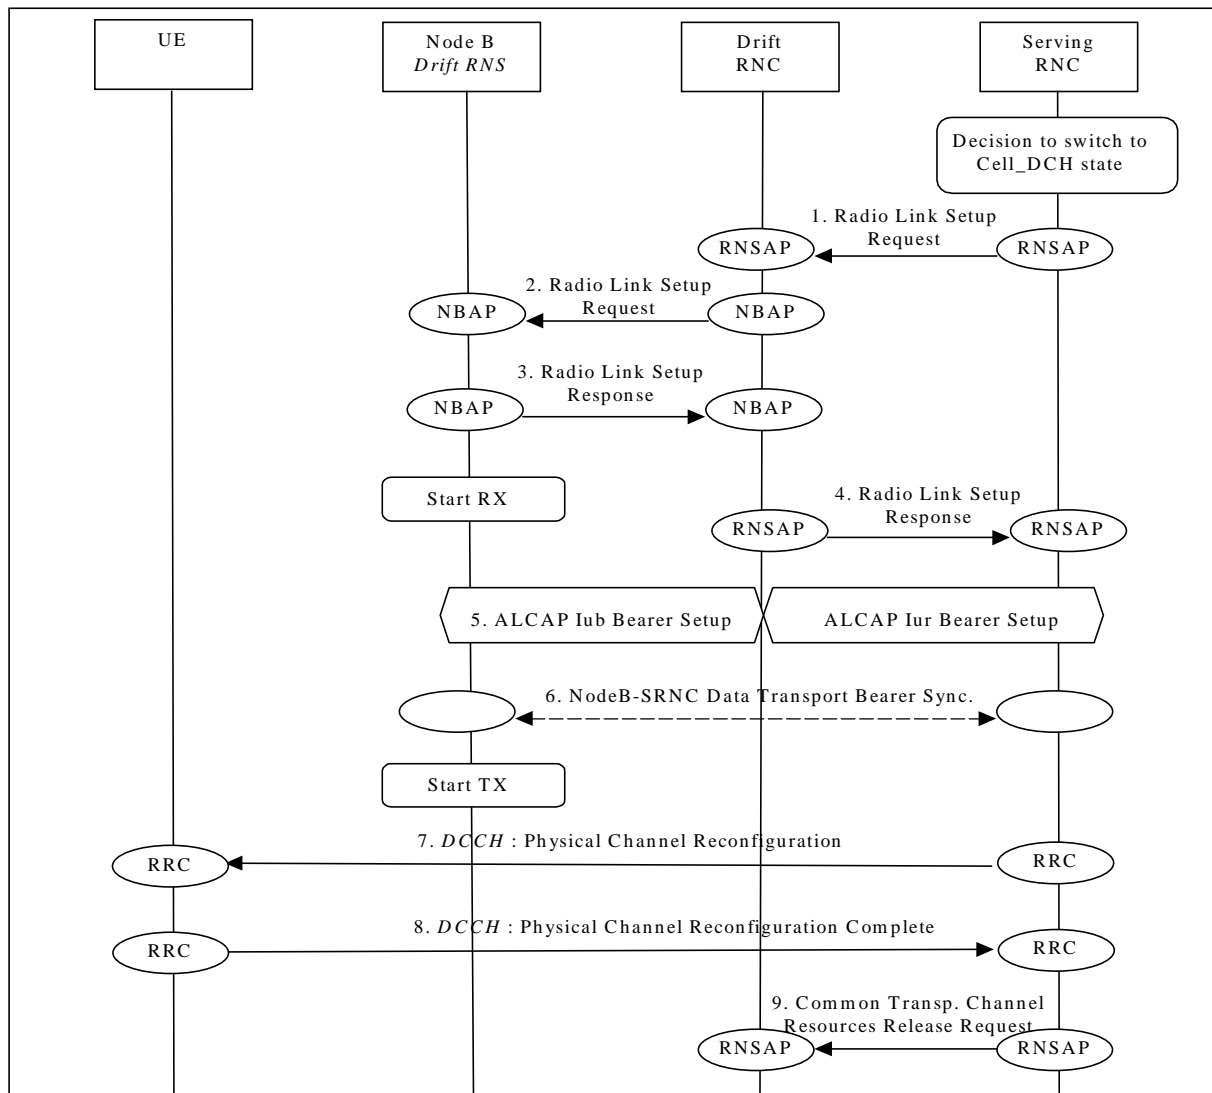 UE
Node B
Drift RNS
Drift
RNC
Serving
RNC
Decision to switch to
Cell_DCH state
1. Radio Link Setup
Request
RNSAP
RNSAP
2. Radio Link Setup
Request
NBAP
NBAP
3. Radio Link Setup
Response
NBAP
NBAP
Start RX
4. Radio Link Setup
Response
RNSAP
RNSAP
5. ALCAP Iub Bearer Setup
ALCAP Iur Bearer Setup
6. NodeB-SRNC Data Transport Bearer Sync.
Start TX
7. DCCH : Physical Channel Reconfiguration
RRC
RRC
8. DCCH : Physical Channel Reconfiguration Complete
RRC
RRC
9. Common Transp. Channel
Resources Release Request
RNSAP
RNSAP